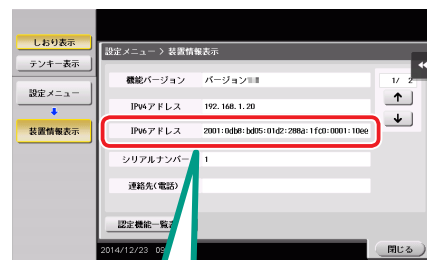 しおり表示
テンキー表示
設定メニュー
装置情報表示
設定メニュー > 装置情報表示
機能バージョン バージョン
1/ 2
IPv4アドレス 192.168.1.20
IPv6アドレス 2001:0db8:bd05:01d2:288a:1fc0:0001:10ee
シリアルナンバー 1
連絡先(電話)
認定機能一覧
2014/12/23
閉じる